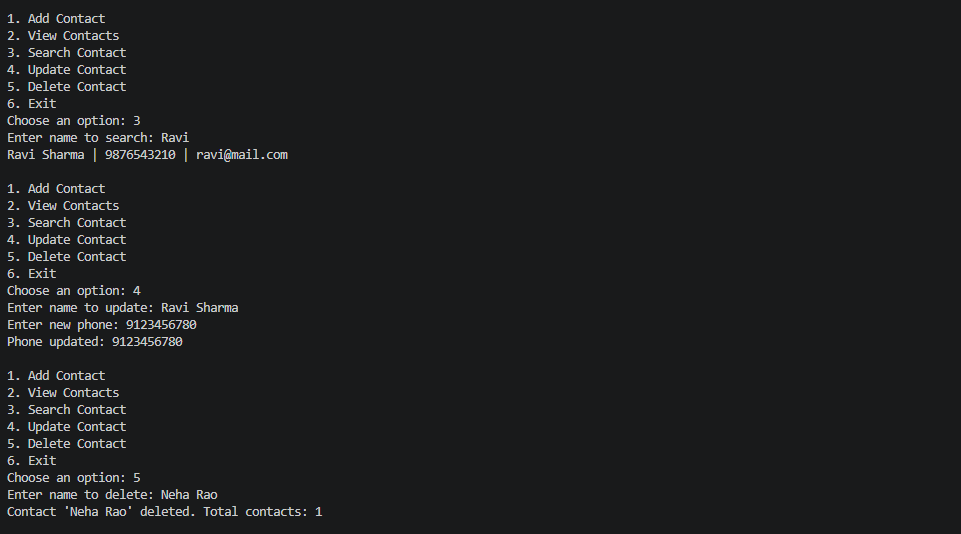 1. Add Contact
2. View Contacts
3. Search Contact
4. Update Contact
5. Delete Contact
6. Exit
Choose an option: 3
Enter name to search: Ravi
Ravi Sharma | 9876543210 | ravi@mail.com

1. Add Contact
2. View Contacts
3. Search Contact
4. Update Contact
5. Delete Contact
6. Exit
Choose an option: 4
Enter name to update: Ravi Sharma
Enter new phone: 9123456780
Phone updated: 9123456780

1. Add Contact
2. View Contacts
3. Search Contact
4. Update Contact
5. Delete Contact
6. Exit
Choose an option: 5
Enter name to delete: Neha Rao
Contact 'Neha Rao' deleted. Total contacts: 1